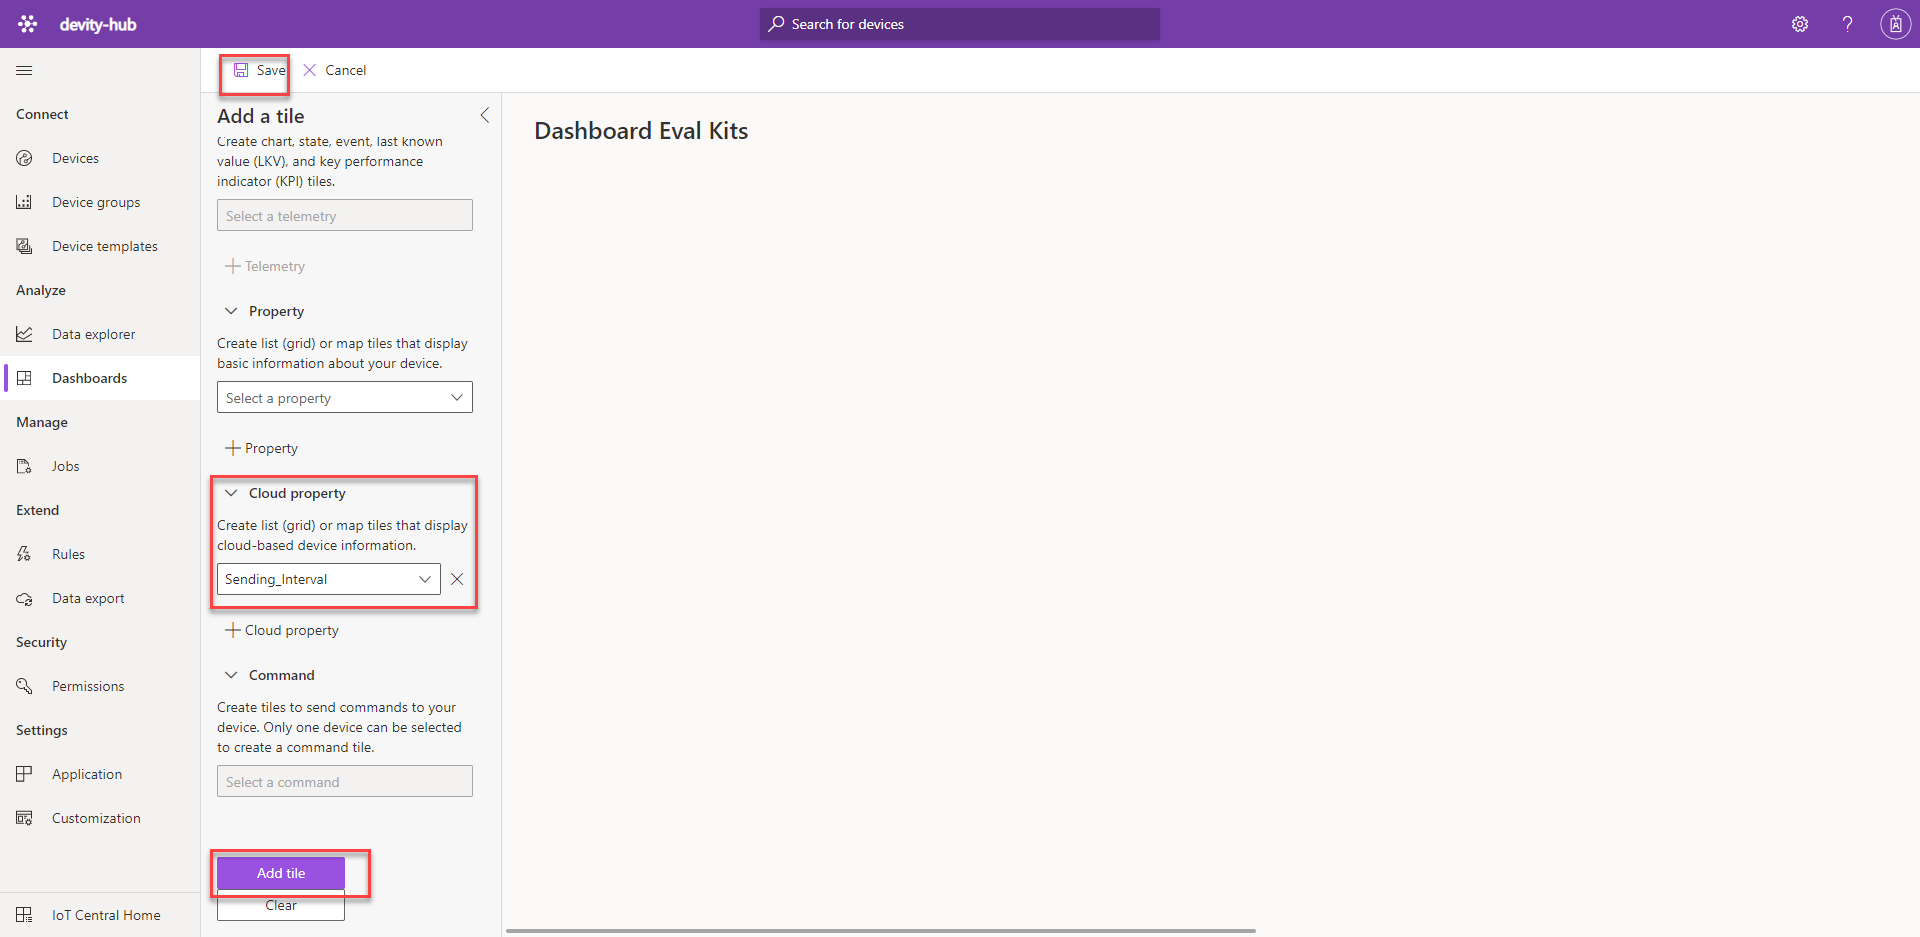 devity-hub
Search for devices
Save
Cancel
Connect
Devices
Device groups
Device templates
Analyze
Data explorer
Dashboards
Manage
Jobs
Extend
Rules
Data export
Security
Permissions
Settings
Application
Customization
IoT Central Home
Add a tile
Create chart, state, event, last known
value (LKV), and key performance
indicator (KPI) tiles.
Select a telemetry
Telemetry
Property
Create list (grid) or map tiles that display
basic information about your device.
Select a property
Property
Cloud property
Create list (grid) or map tiles that display
cloud-based device information.
Sending_Interval
Cloud property
Command
Create tiles to send commands to your
device. Only one device can be selected
to create a command tile.
Select a command
Add tile
Clear
Dashboard Eval Kits